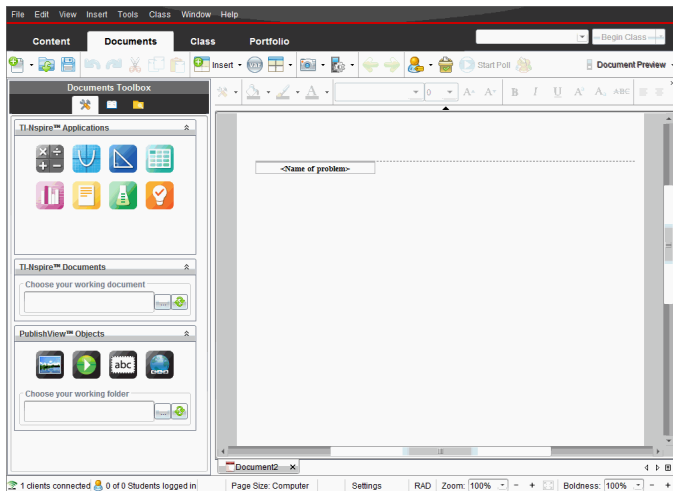 File Edit View Insert Tools Class Window Help
Content Documents Class Portfolio
Begin Class
Insert VAR Start Poll Document Preview
Documents Toolbox
0 A+ A- B I U ABC
TI-Nspire™ Applications
<Name of problem>
TI-Nspire™ Documents
Choose your working document
...
PublishView™ Objects
abc
Choose your working folder
...
Document2 x
1 clients connected 0 of 0 Students logged in Page Size: Computer Settings RAD Zoom: 100% - + Boldness: 100% - +